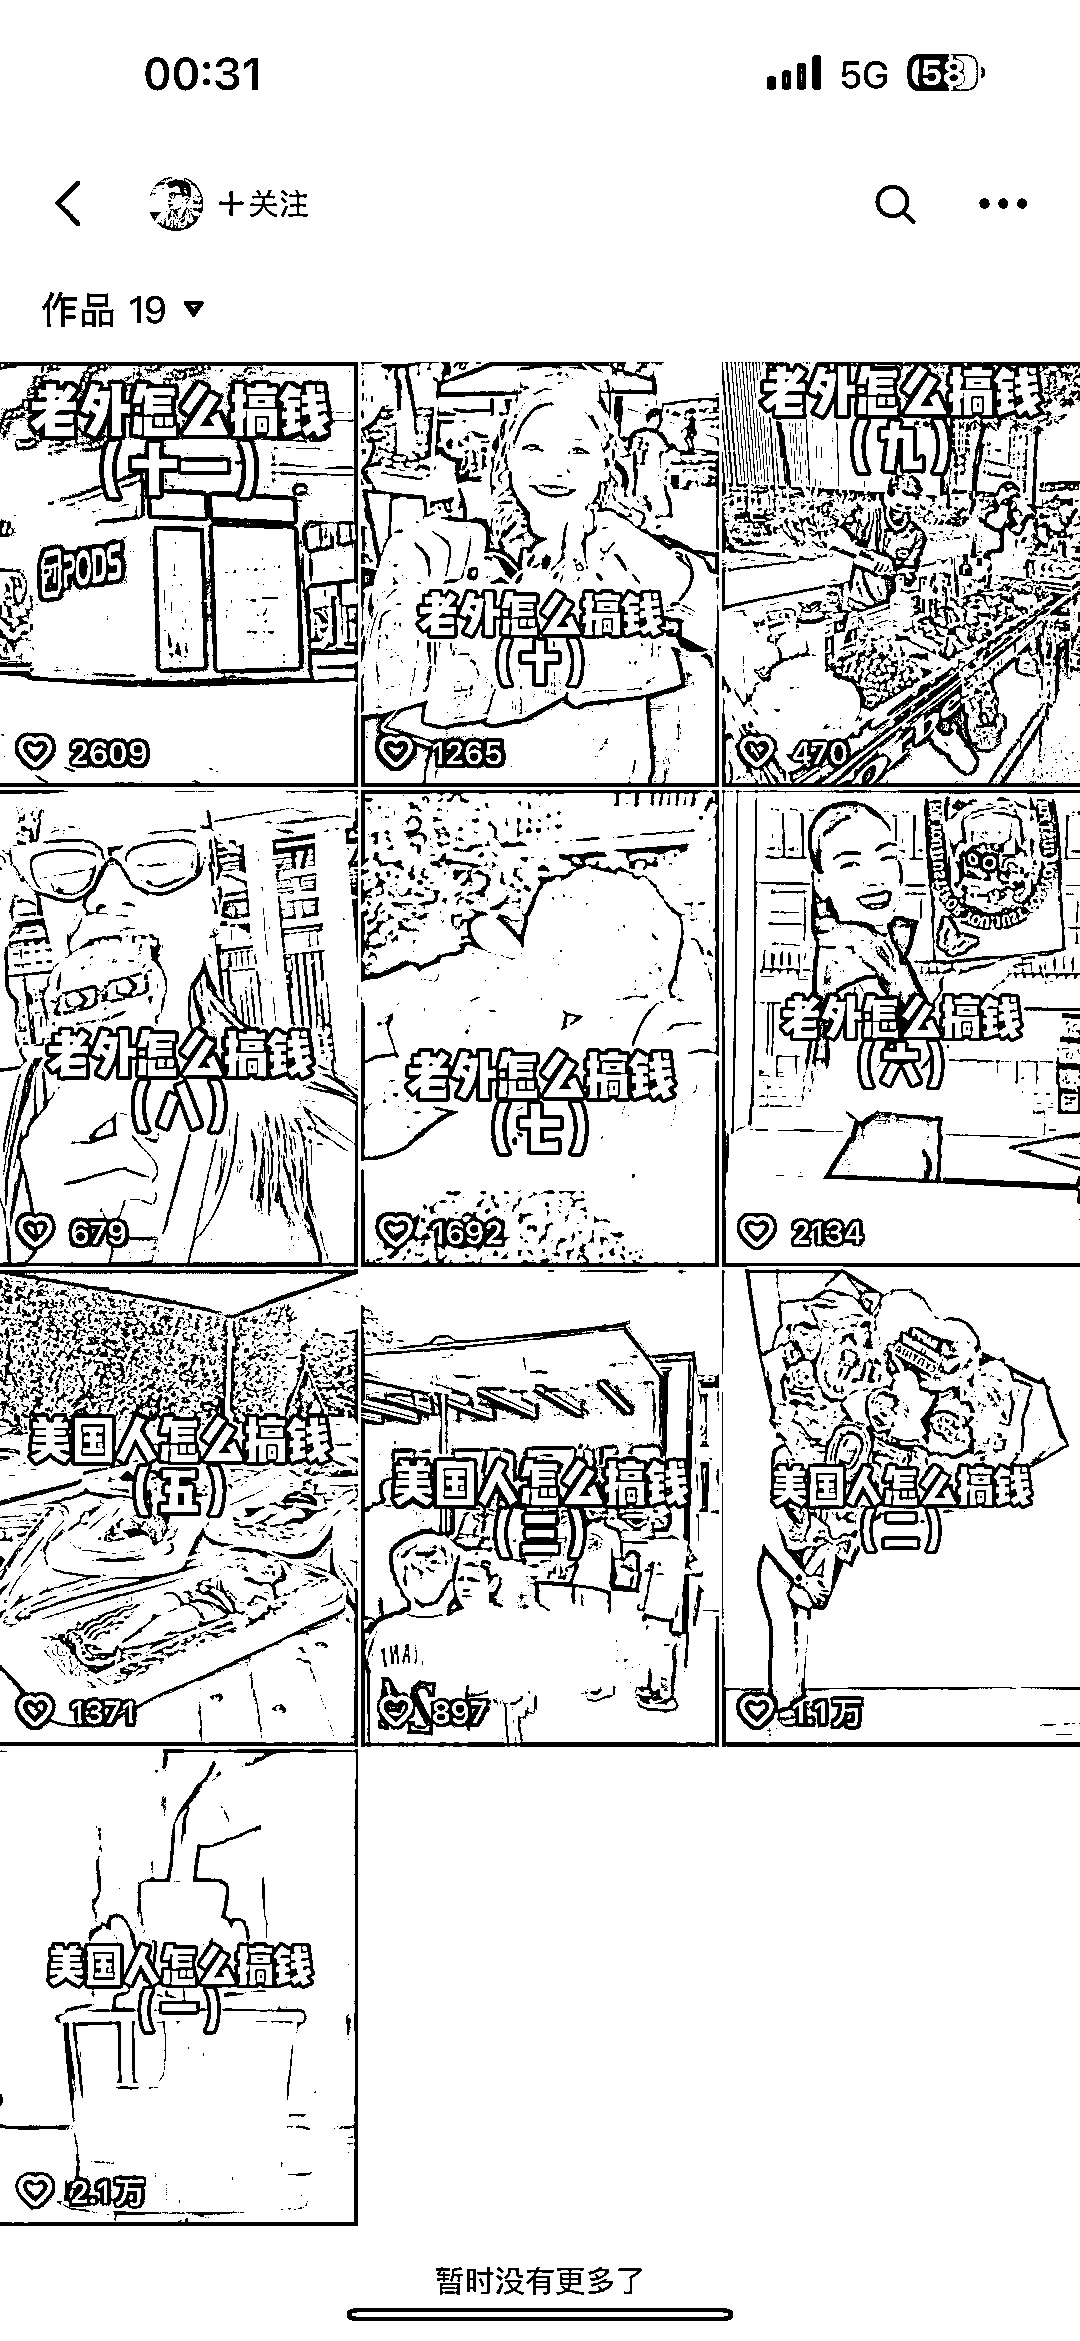 00:31
5G
58
+关注
作品 19
老外怎么搞钱
(十一)
PODS
2609
老外怎么搞钱
(十)
1265
老外怎么搞钱
(九)
470
老外怎么搞钱
(八)
679
老外怎么搞钱
(七)
1692
老外怎么搞钱
(六)
2134
美国人怎么搞钱
(五)
1371
美国人怎么搞钱
(三)
897
美国人怎么搞钱
(二)
1.1万
美国人怎么搞钱
(一)
2.1万
暂时没有更多了